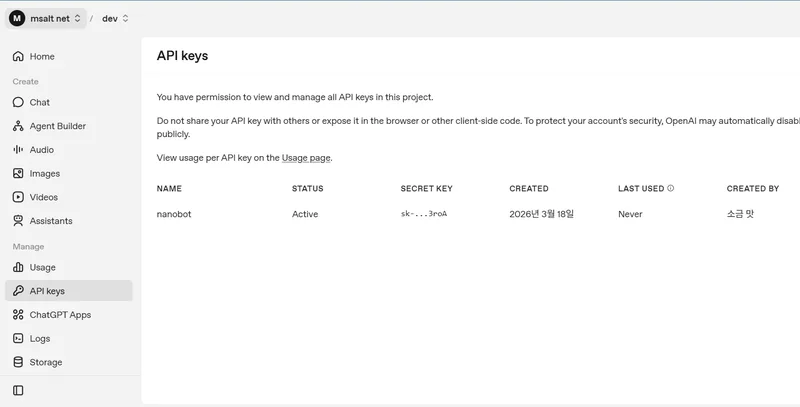 M msalt net / dev
Home
Create
Chat
Agent Builder
Audio
Images
Videos
Assistants
Manage
Usage
API keys
ChatGPT Apps
Logs
Storage
API keys
You have permission to view and manage all API keys in this project.
Do not share your API key with others or expose it in the browser or other client-side code. To protect your account's security, OpenAI may automatically disabl
publicly.
View usage per API key on the Usage page.
NAME STATUS SECRET KEY CREATED LAST USED CREATED BY
nanobot Active sk-...3roA 2026년 3월 18일 Never 소금 맛